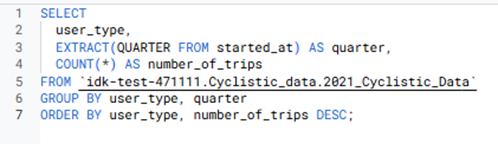 1 SELECT
2 user_type,
3 EXTRACT(QUARTER FROM started_at) AS quarter,
4 COUNT(*) AS number_of_trips
5 FROM `idk-test-471111.Cyclistic_data.2021_Cyclistic_Data`
6 GROUP BY user_type, quarter
7 ORDER BY user_type, number_of_trips DESC;